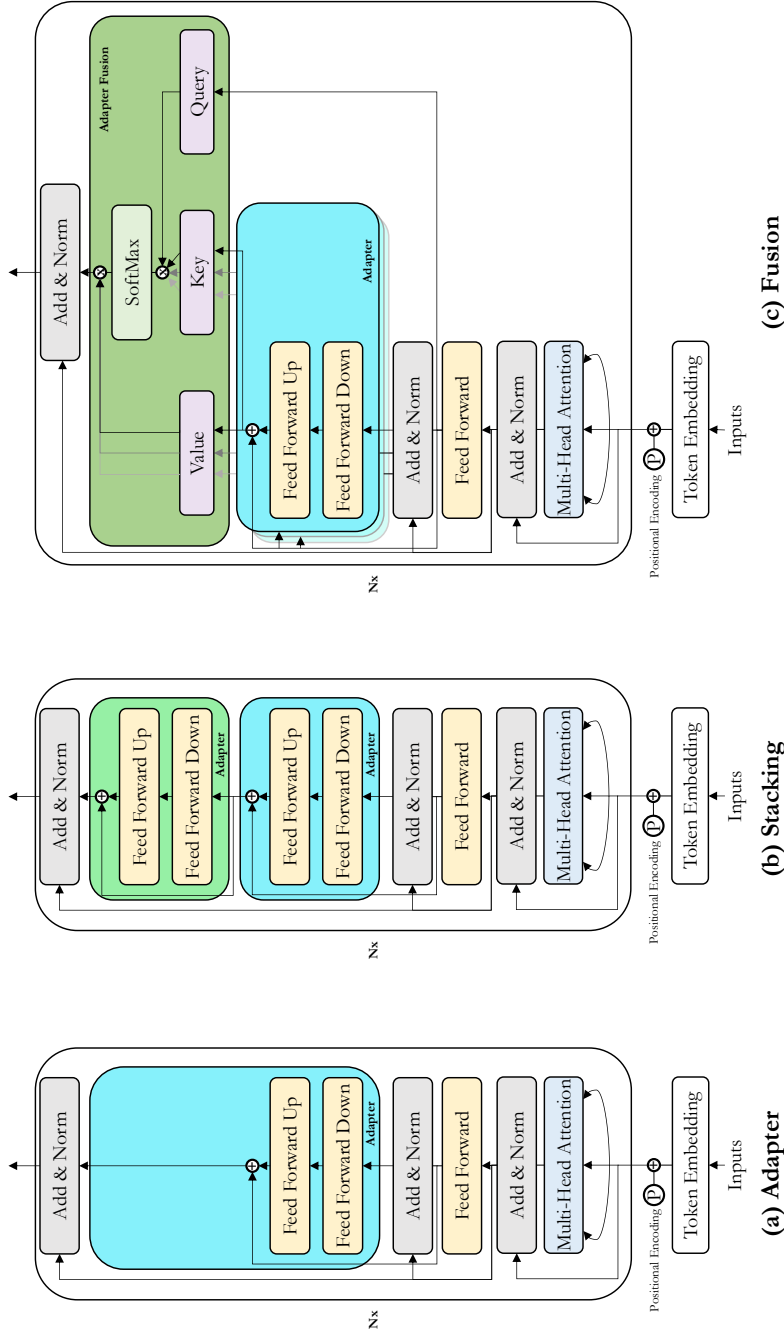 Add & Norm
Feed Forward Up
Feed Forward Down
Adapter
Add & Norm
Feed Forward
Add & Norm
Multi-Head Attention
Nx
Positional Encoding
P
Token Embedding
Inputs
(a) Adapter
Add & Norm
Feed Forward Up
Feed Forward Down
Adapter
Feed Forward Up
Feed Forward Down
Adapter
Add & Norm
Feed Forward
Add & Norm
Multi-Head Attention
Nx
Positional Encoding
P
Token Embedding
Inputs
(b) Stacking
Add & Norm
Adapter Fusion
SoftMax
Value
Key
Query
Feed Forward Up
Feed Forward Down
Adapter
Add & Norm
Feed Forward
Add & Norm
Multi-Head Attention
Nx
Positional Encoding
P
Token Embedding
Inputs
(c) Fusion